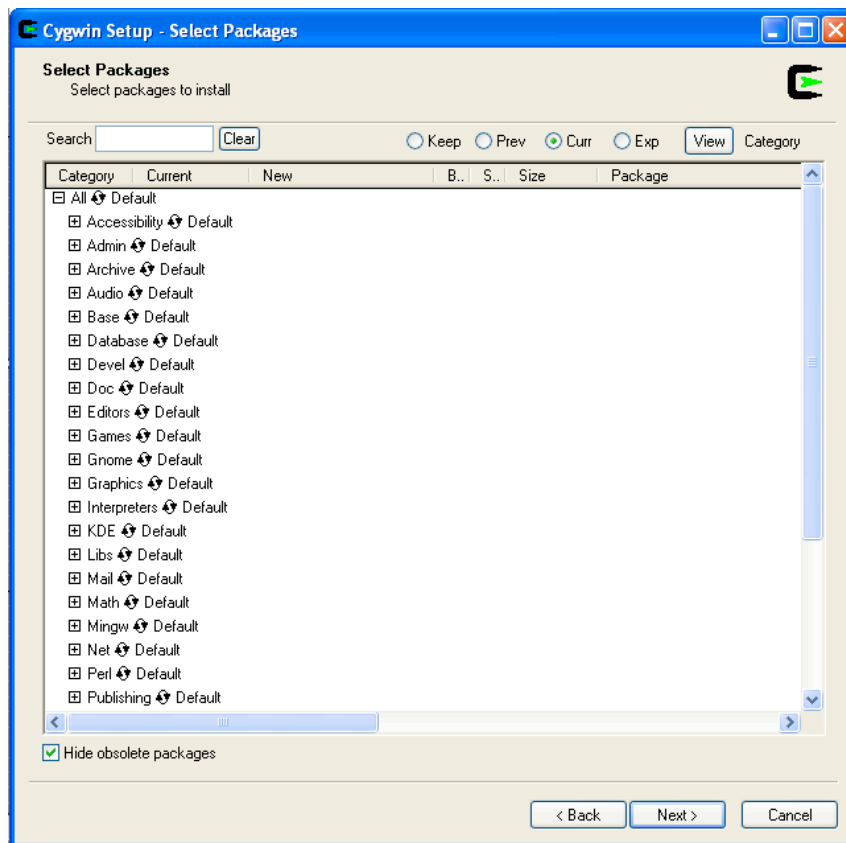 Cygwin Setup - Select Packages
Select Packages
Select packages to install
Search Clear Keep Prev Curr Exp View Category
Category Current New B.. S.. Size Package
All Default
Accessibility Default
Admin Default
Archive Default
Audio Default
Base Default
Database Default
Devel Default
Doc Default
Editors Default
Games Default
Gnome Default
Graphics Default
Interpreters Default
KDE Default
Libs Default
Mail Default
Math Default
Mingw Default
Net Default
Perl Default
Publishing Default
Hide obsolete packages
< Back Next > Cancel